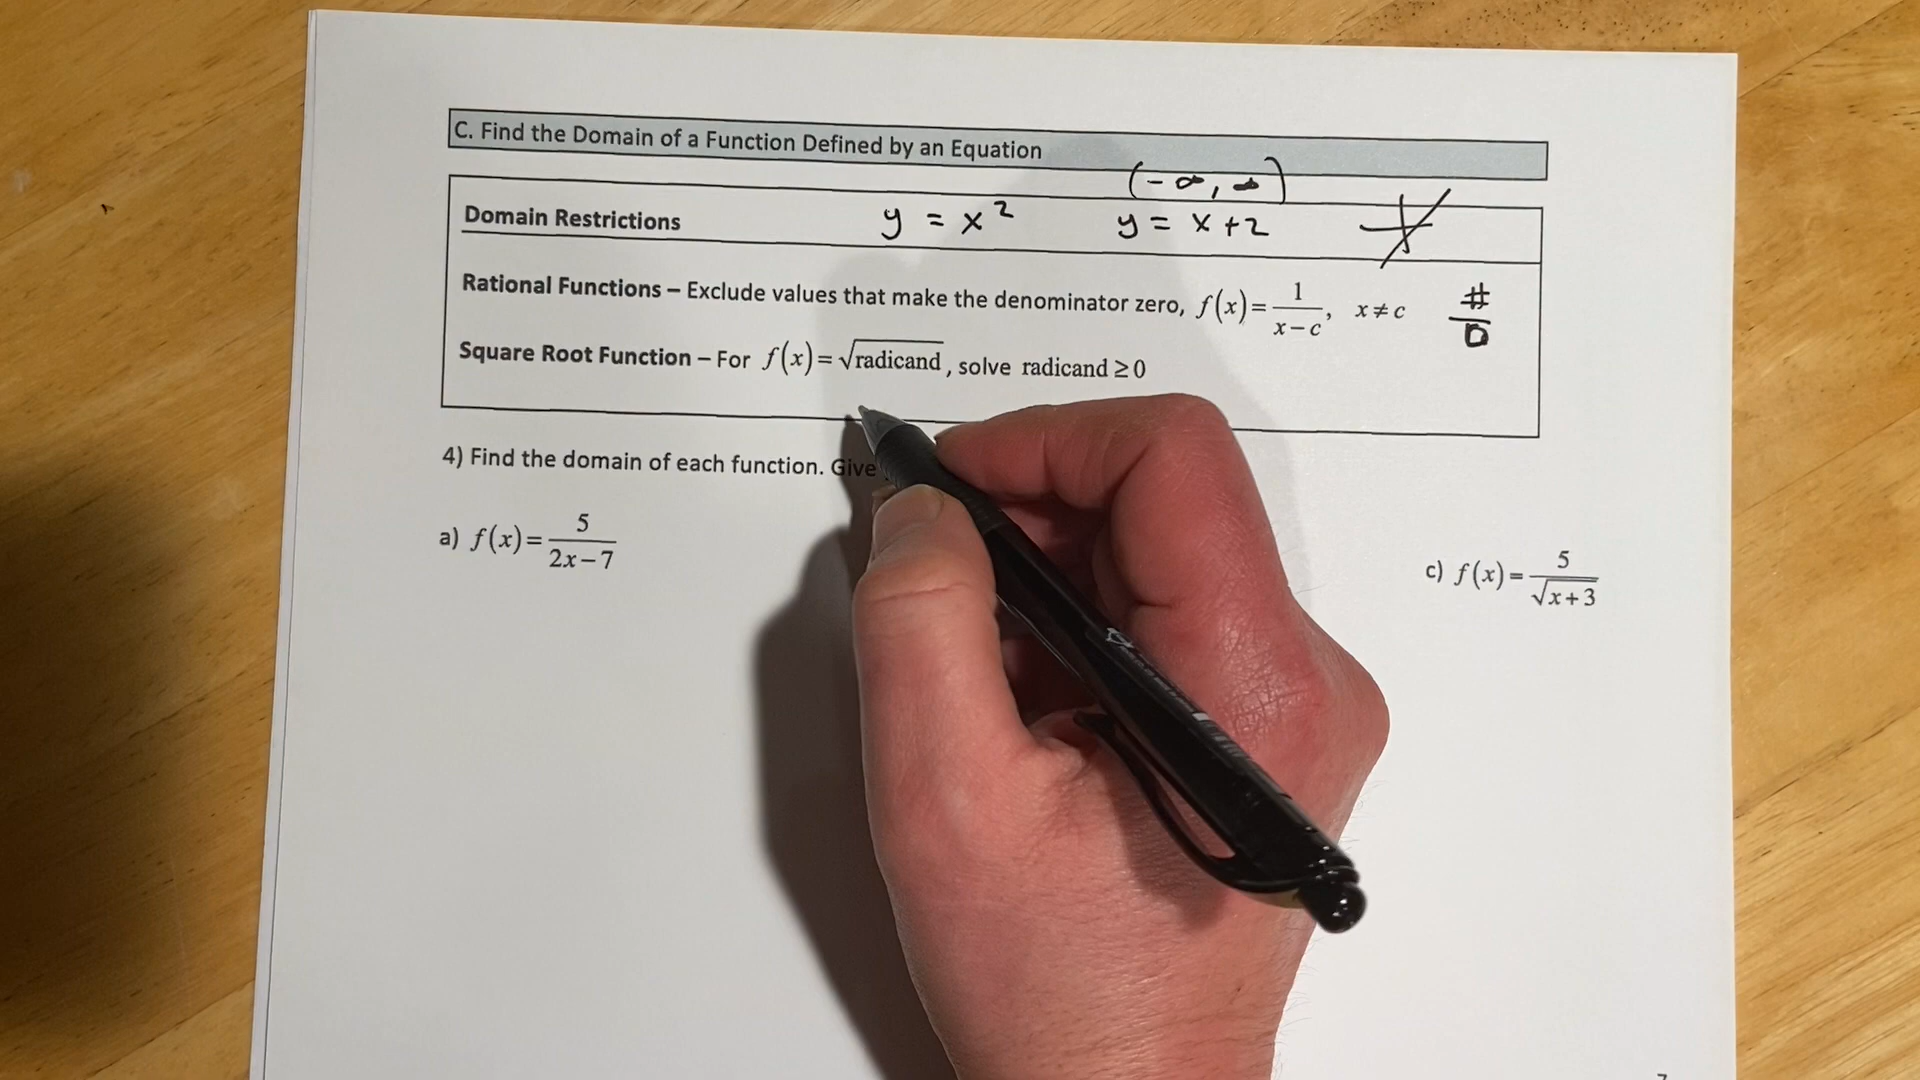 C. Find the Domain of a Function Defined by an Equation
(-∞, ∞)
Domain Restrictions y = x² y = x + 2
Rational Functions – Exclude values that make the denominator zero, f(x) = 1/(x − c), x ≠ c #/0
Square Root Function – For f(x) = √radicand, solve radicand ≥ 0
4) Find the domain of each function. Give
a) f(x) = 5/(2x − 7)
c) f(x) = 5/√(x + 3)